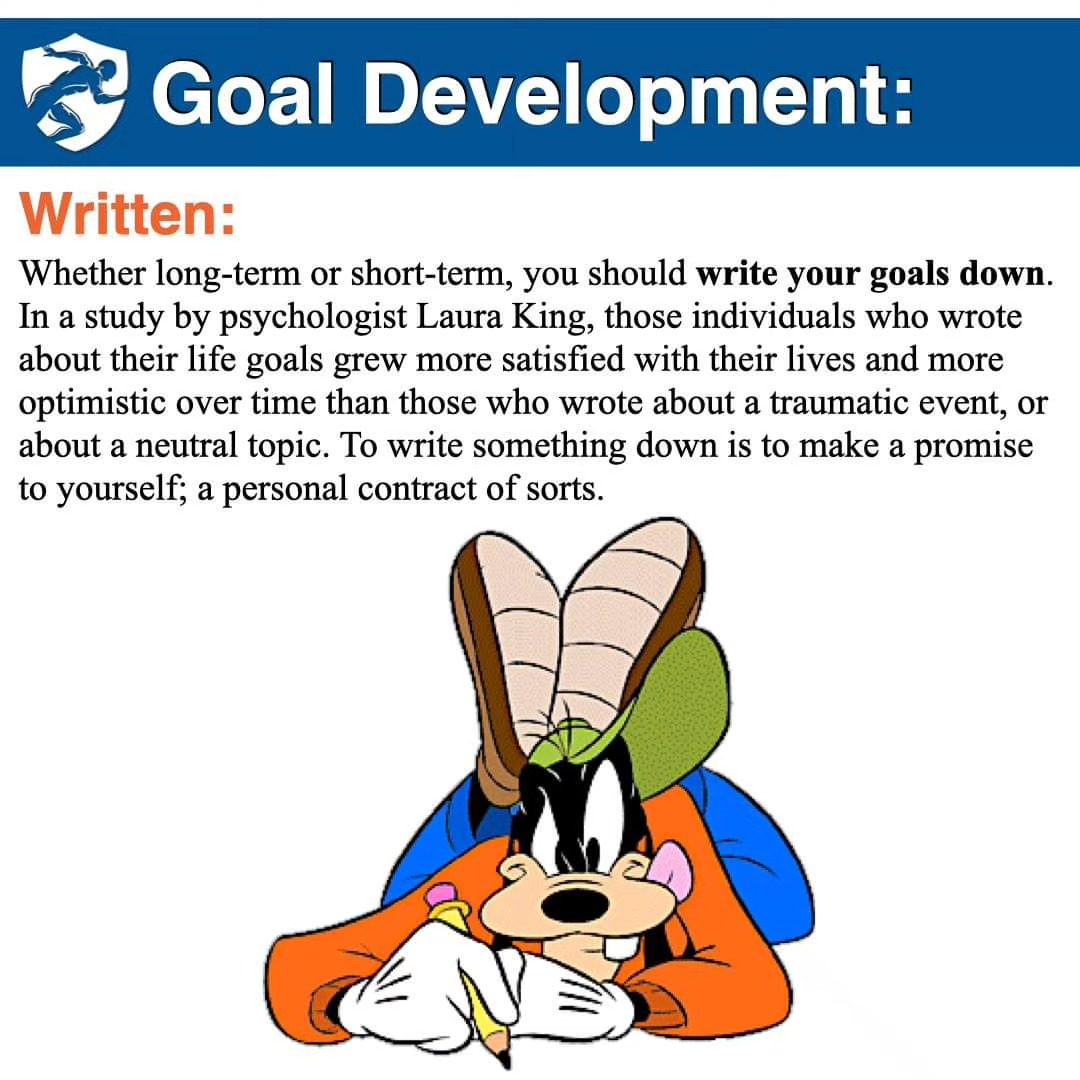 Goal Development:
Written:
Whether long-term or short-term, you should write your goals down.
In a study by psychologist Laura King, those individuals who wrote
about their life goals grew more satisfied with their lives and more
optimistic over time than those who wrote about a traumatic event, or
about a neutral topic. To write something down is to make a promise
to yourself; a personal contract of sorts.